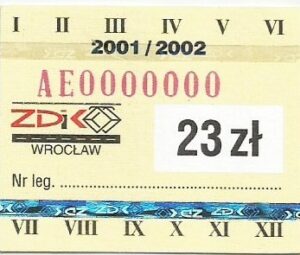 I II III IV V VI
2001/2002
AE0000000
ZDiK
WROCŁAW
23 zł
Nr leg. ........................................
VII VIII IX X XI XII